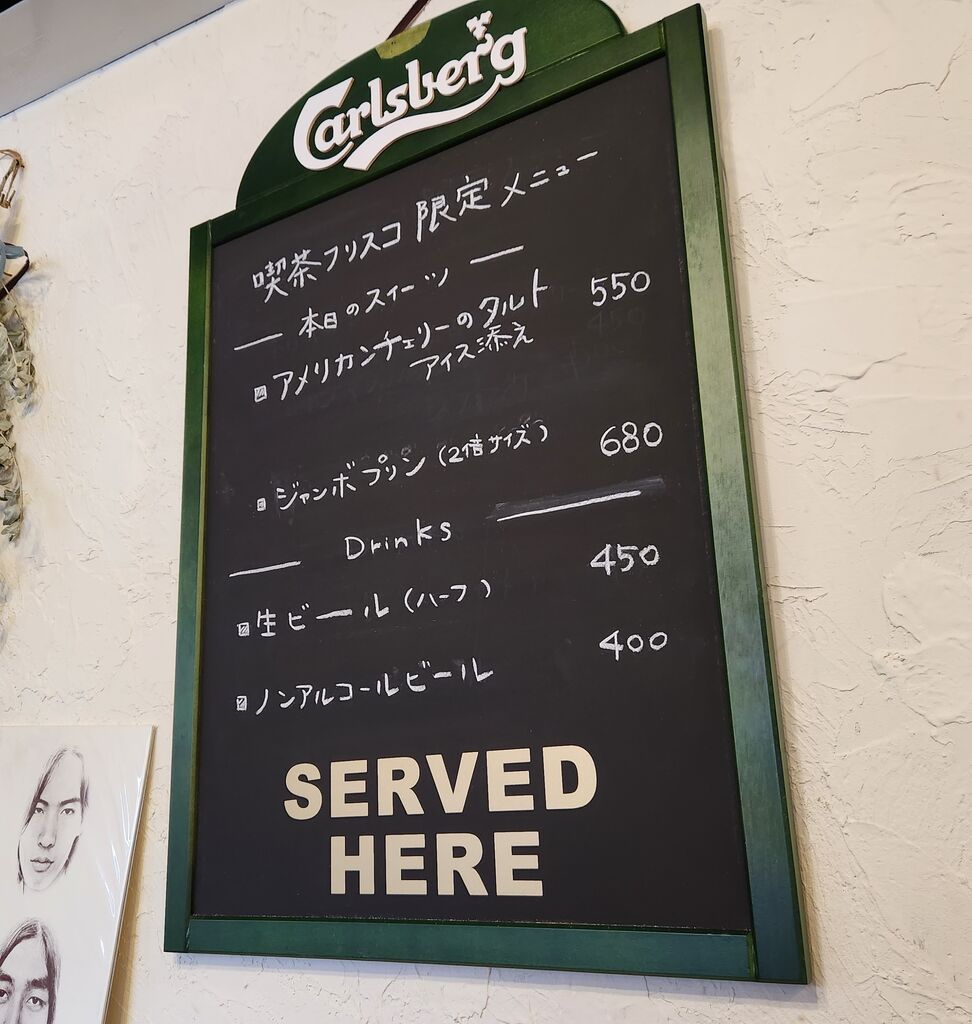 Carlsberg
喫茶フリスコ 限定メニュー
本日のスイーツ
アメリカンチェリーのタルト 550
アイス添え
ジャンボプリン (2倍サイズ) 680
Drinks
生ビール (ハーフ) 450
ノンアルコールビール 400
SERVED
HERE